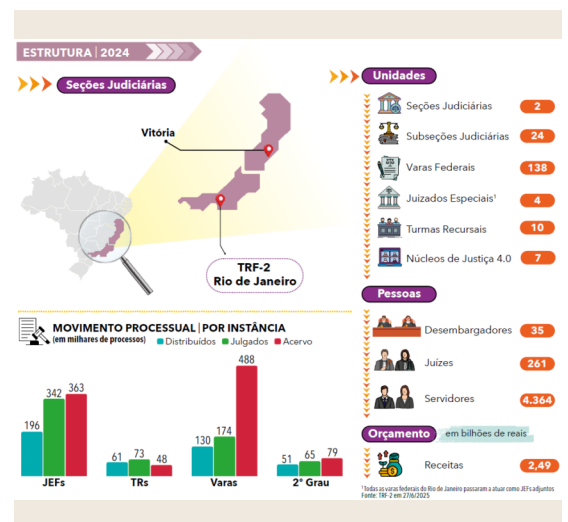 ESTRUTURA | 2024
Seções Judiciárias
Vitória
TRF-2
Rio de Janeiro
Unidades
Seções Judiciárias 2
Subseções Judiciárias 24
Varas Federais 138
Juizados Especiais¹ 4
Turmas Recursais 10
Núcleos de Justiça 4.0 7
Pessoas
Desembargadores 35
Juízes 261
Servidores 4.364
Orçamento em bilhões de reais
Receitas 2,49
¹Todas as varas federais do Rio de Janeiro passaram a atuar como JEFs adjuntos
Fonte: TRF-2 em 27/6/2025
MOVIMENTO PROCESSUAL | POR INSTÂNCIA
(em milhares de processos) Distribuídos Julgados Acervo
196 342 363
61 73 48
130 174 488
51 65 79
JEFs TRs Varas 2º Grau